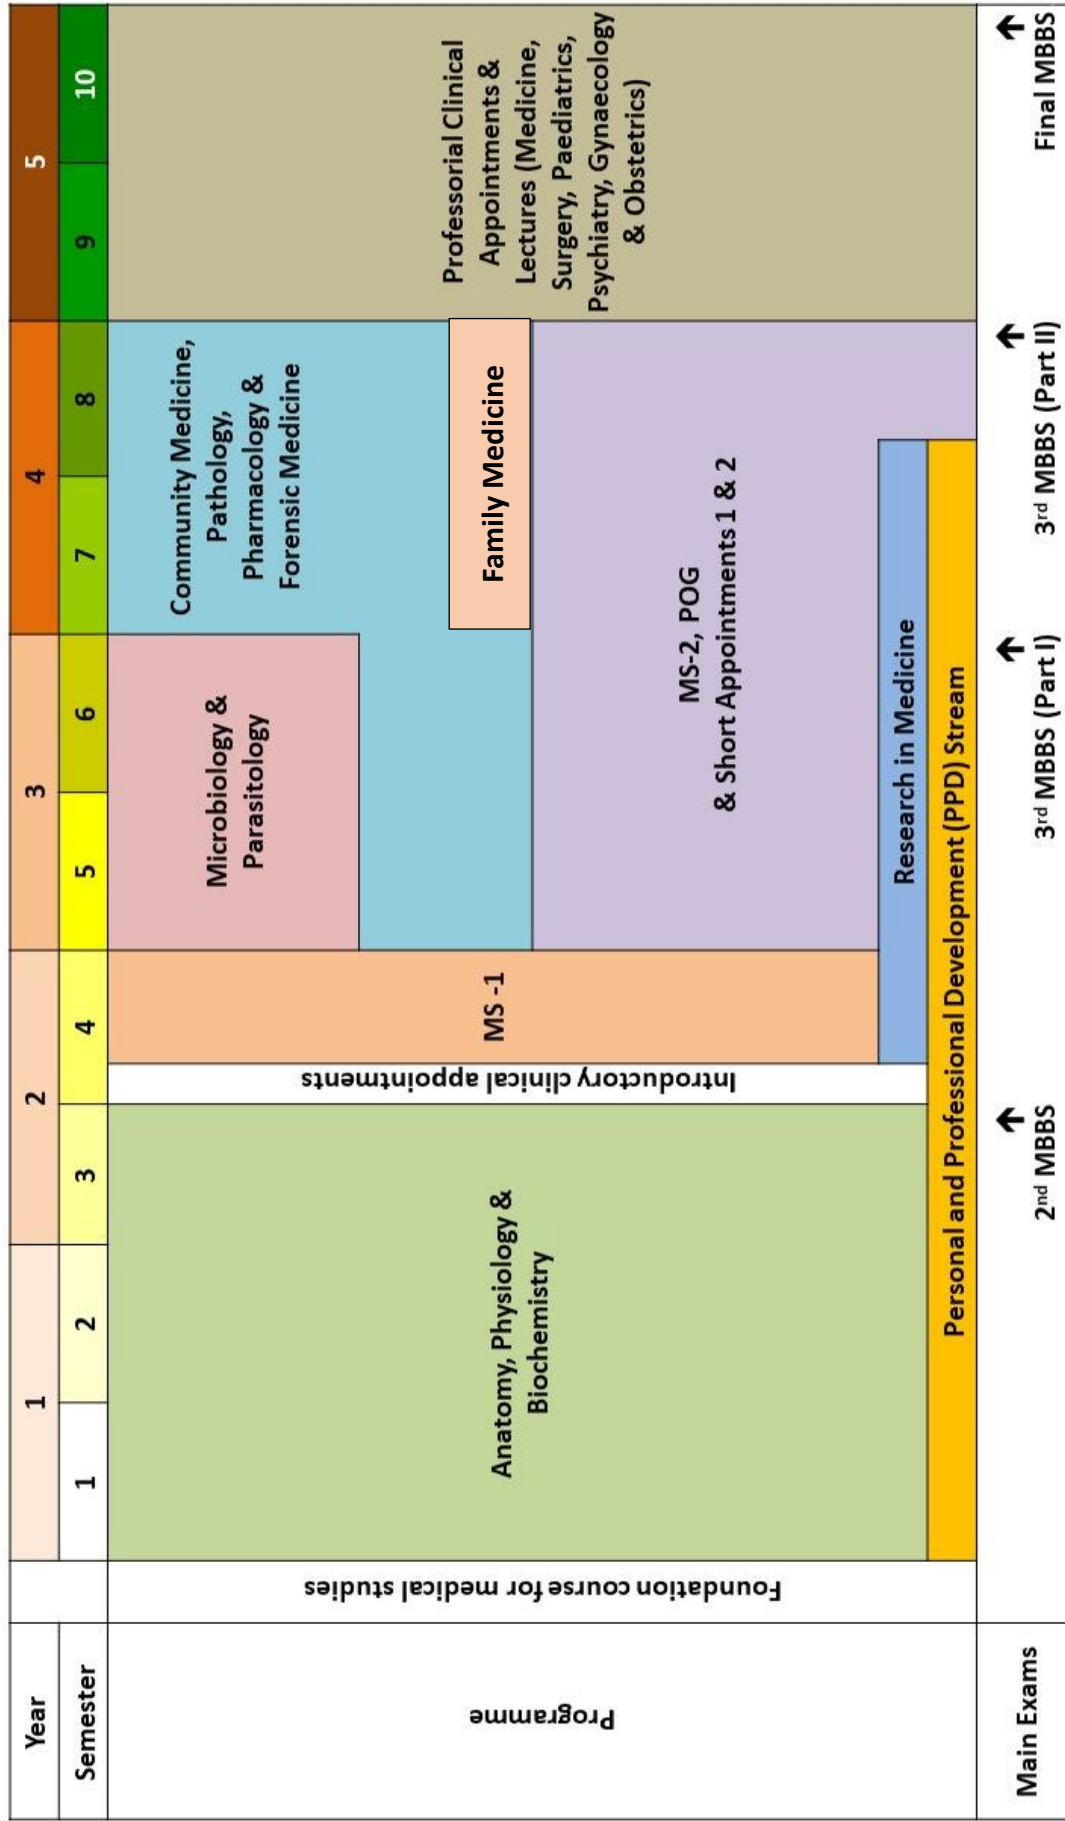 Year
1
2
3
4
5
Semester
1
2
3
4
5
6
7
8
9
10
Programme
Foundation course for medical studies
Anatomy, Physiology &
Biochemistry
Introductory clinical appointments
MS -1
Microbiology &
Parasitology
Community Medicine,
Pathology,
Pharmacology &
Forensic Medicine
Family Medicine
MS-2, POG
& Short Appointments 1 & 2
Research in Medicine
Personal and Professional Development (PPD) Stream
Professorial Clinical
Appointments &
Lectures (Medicine,
Surgery, Paediatrics,
Psychiatry, Gynaecology
& Obstetrics)
Main Exams
2nd MBBS
3rd MBBS (Part I)
3rd MBBS (Part II)
Final MBBS